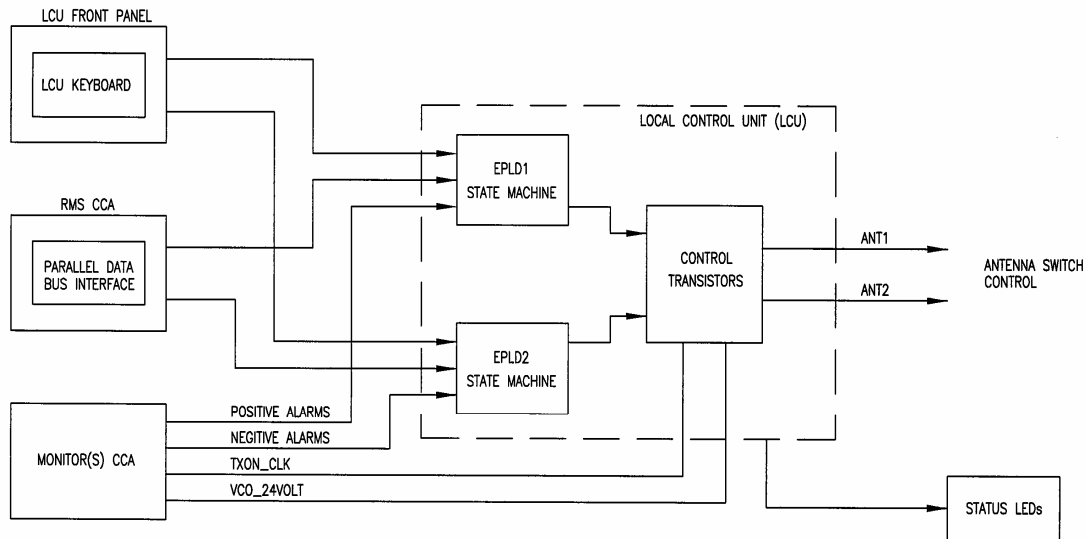 LCU FRONT PANEL
LCU KEYBOARD
LOCAL CONTROL UNIT (LCU)
EPLD1
STATE MACHINE
RMS CCA
PARALLEL DATA
BUS INTERFACE
CONTROL
TRANSISTORS
ANT1
ANT2
ANTENNA SWITCH
CONTROL
EPLD2
STATE MACHINE
MONITOR(S) CCA
POSITIVE ALARMS
NEGITIVE ALARMS
TXON_CLK
VCO_24VOLT
STATUS LEDs